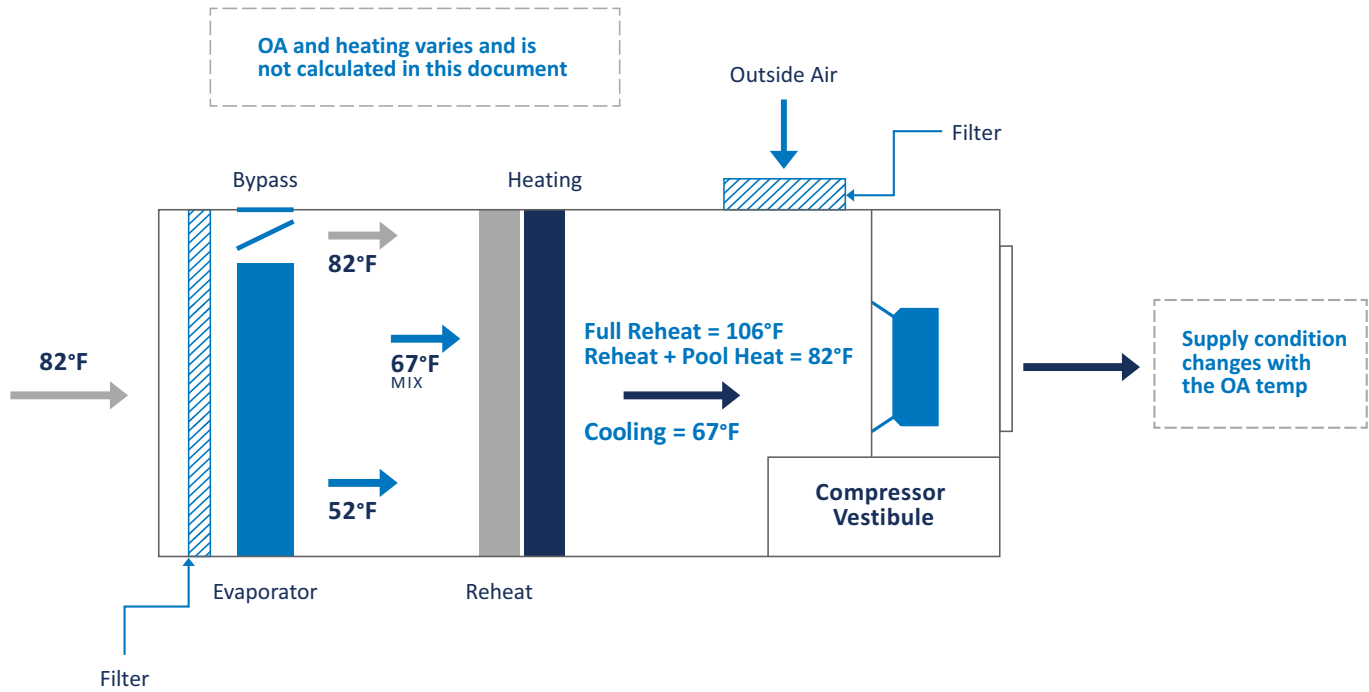 OA and heating varies and is
not calculated in this document
Outside Air
Filter
Bypass
Heating
82°F
82°F
67°F
MIX
52°F
Full Reheat = 106°F
Reheat + Pool Heat = 82°F
Cooling = 67°F
Supply condition
changes with
the OA temp
Compressor
Vestibule
Evaporator
Reheat
Filter